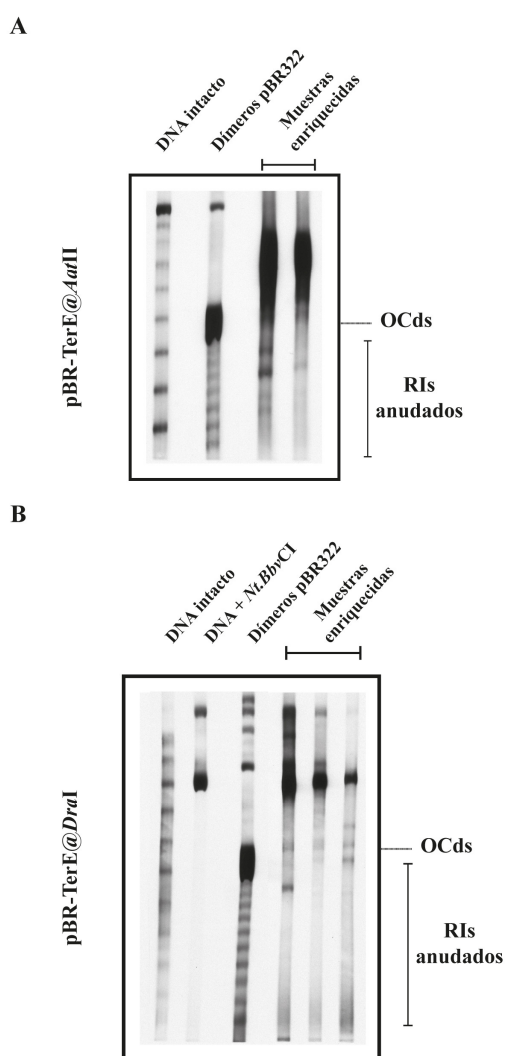 A
DNA intacto
Dímeros pBR322
Muestras
enriquecidas
pBR-TerE@AatII
OCds
RIs
anudados
B
DNA intacto
DNA + Nt.BbvCI
Dímeros pBR322
Muestras
enriquecidas
pBR-TerE@DraI
OCds
RIs
anudados